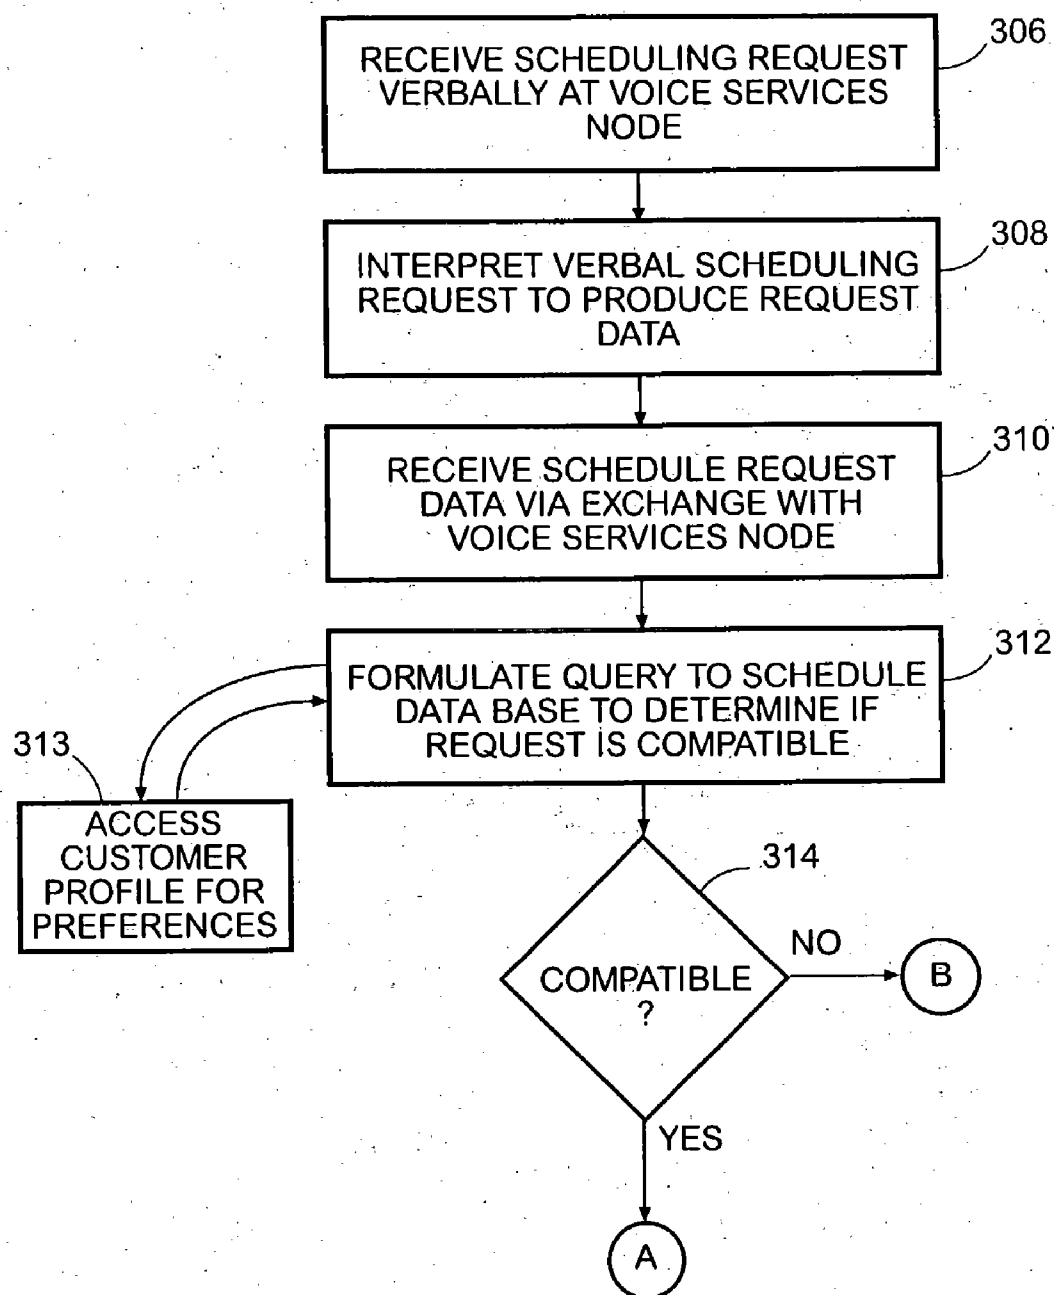 306
RECEIVE SCHEDULING REQUEST
VERBALLY AT VOICE SERVICES
NODE
308
INTERPRET VERBAL SCHEDULING
REQUEST TO PRODUCE REQUEST
DATA
310
RECEIVE SCHEDULE REQUEST
DATA VIA EXCHANGE WITH
VOICE SERVICES NODE
312
FORMULATE QUERY TO SCHEDULE
DATA BASE TO DETERMINE IF
REQUEST IS COMPATIBLE
313
ACCESS
CUSTOMER
PROFILE FOR
PREFERENCES
314
COMPATIBLE
?
NO
B
YES
A